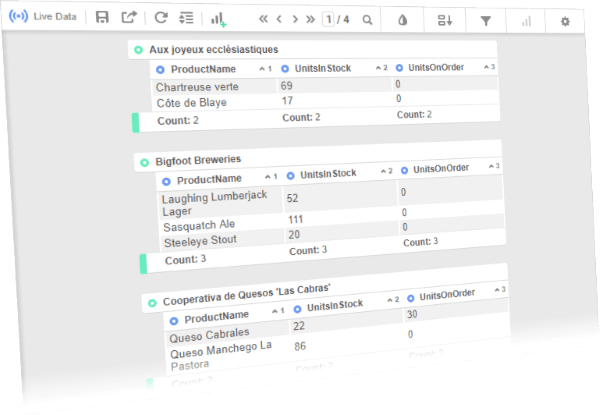 Live Data 1 / 4
Aux joyeux ecclésiastiques
ProductName 1 UnitsInStock 2 UnitsOnOrder 3
Chartreuse verte 69 0
Côte de Blaye 17 0
Count: 2 Count: 2 Count: 2
Bigfoot Breweries
ProductName 1 UnitsInStock 2 UnitsOnOrder 3
Laughing Lumberjack
Lager 52 0
Sasquatch Ale 111 0
Steeleye Stout 20 0
Count: 3 Count: 3 Count: 3
Cooperativa de Quesos 'Las Cabras'
ProductName 1 UnitsInStock 2 UnitsOnOrder 3
Queso Cabrales 22 30
Queso Manchego La
Pastora 86 0
Count: 2 Count: 2